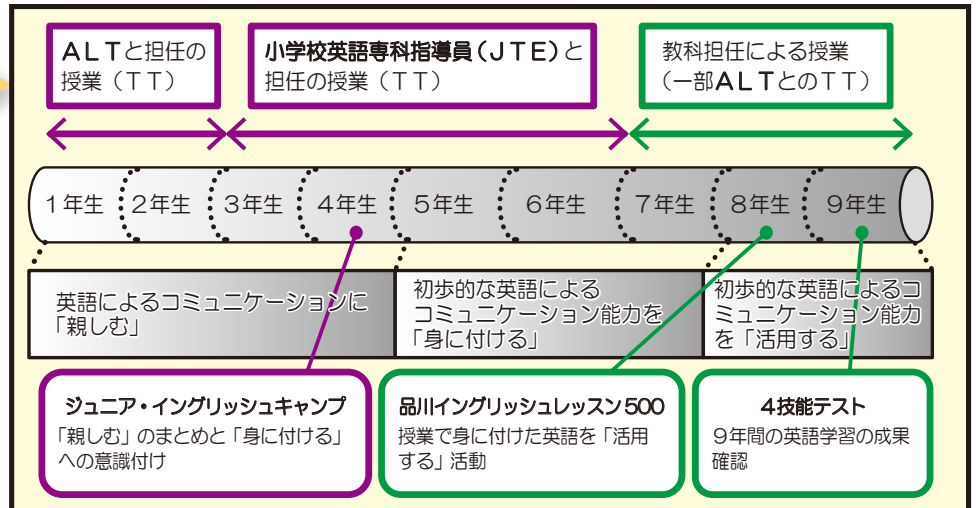 ＡＬＴと担任の
授業（ＴＴ）
小学校英語専科指導員（ＪＴＥ）と
担任の授業（ＴＴ）
教科担任による授業
（一部ＡＬＴとのＴＴ）
１年生
２年生
３年生
４年生
５年生
６年生
７年生
８年生
９年生
英語によるコミュニケーションに
「親しむ」
初歩的な英語による
コミュニケーション能力を
「身に付ける」
初歩的な英語によるコ
ミュニケーション能力
を「活用する」
ジュニア・イングリッシュキャンプ
「親しむ」のまとめと「身に付ける」
への意識付け
品川イングリッシュレッスン500
授業で身に付けた英語を「活用
する」活動
４技能テスト
９年間の英語学習の成果
確認